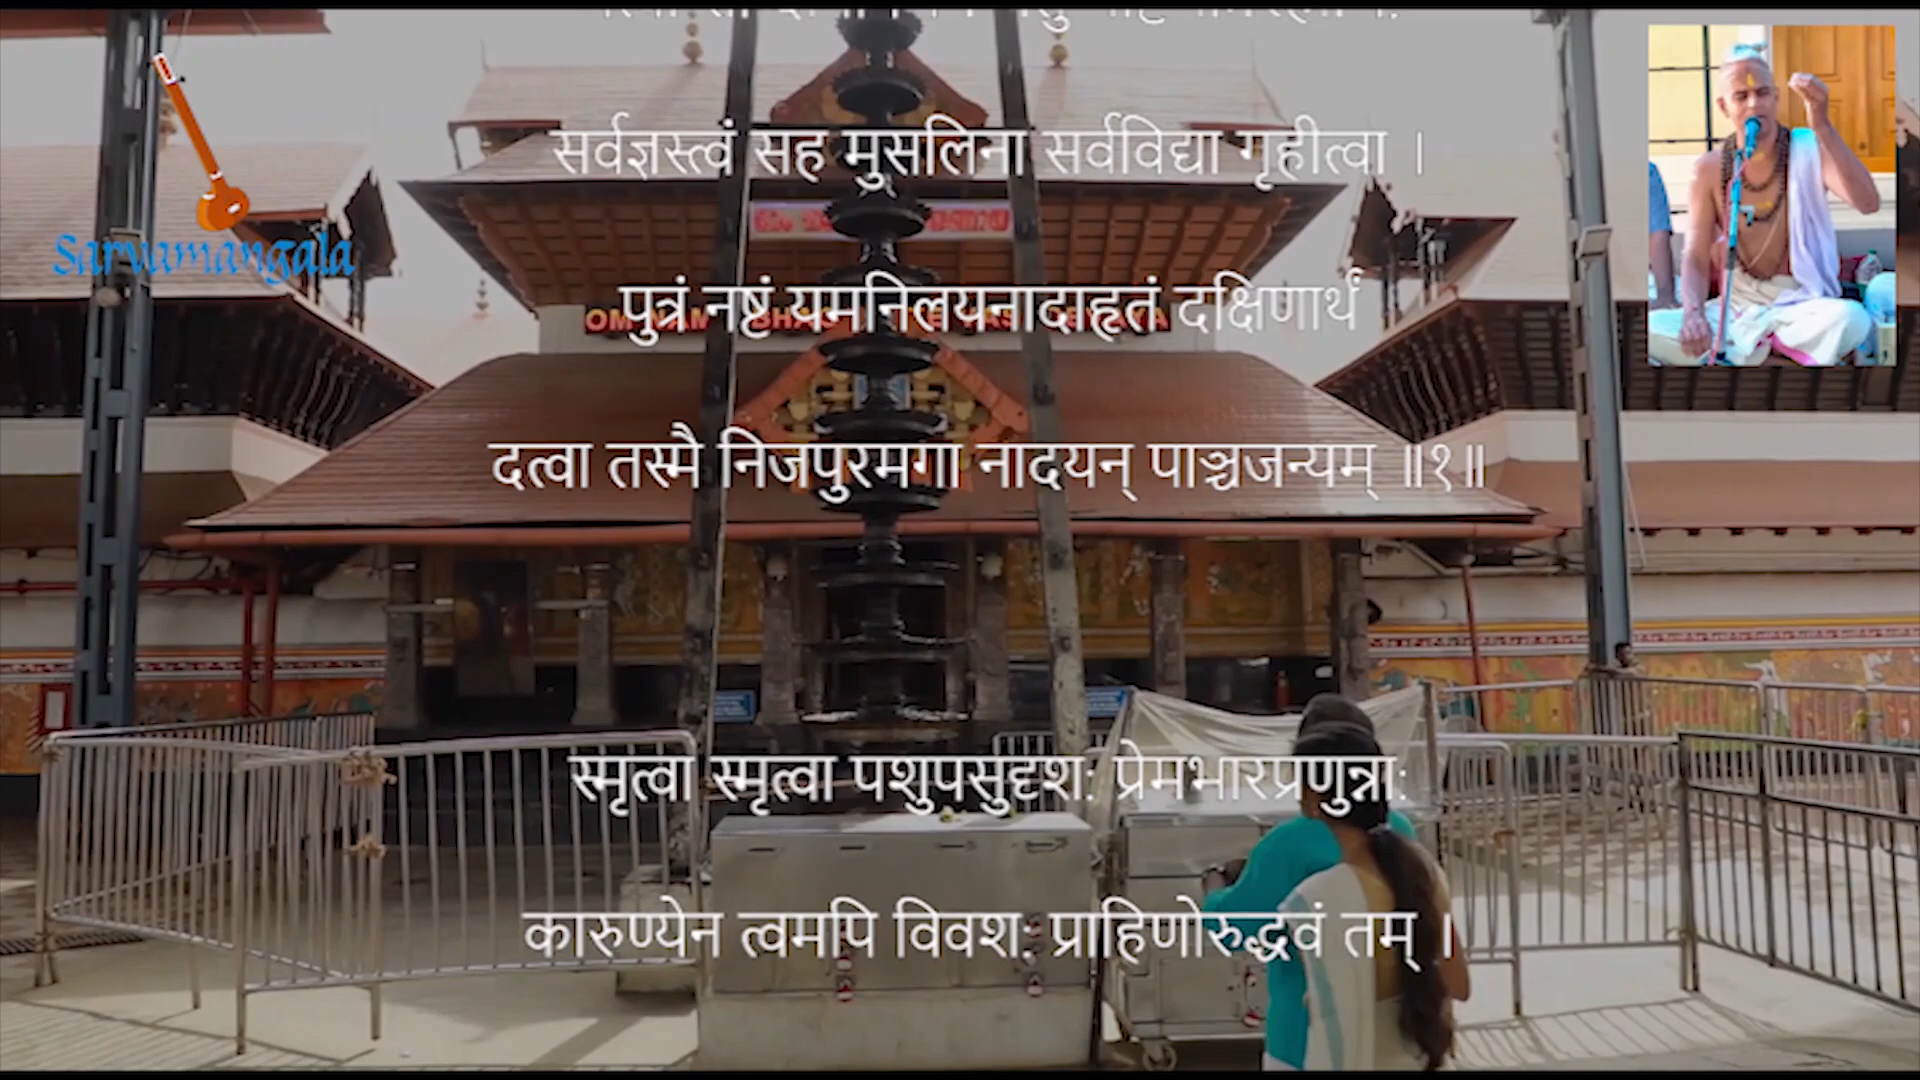 Sarvamangala
सर्वज्ञस्त्वं सह मुसलिना सर्वविद्या गृहीत्वा ।
पुत्रं नष्टं यमनिलयनादाहृतं दक्षिणार्थं
दत्वा तस्मै निजपुरमगा नादयन् पाञ्चजन्यम् ॥१॥
स्मृत्वा स्मृत्वा पशुपसुदृशः प्रेमभारप्रणुन्नाः
कारुण्येन त्वमपि विवशः प्राहिणोरुद्धवं तम् ।